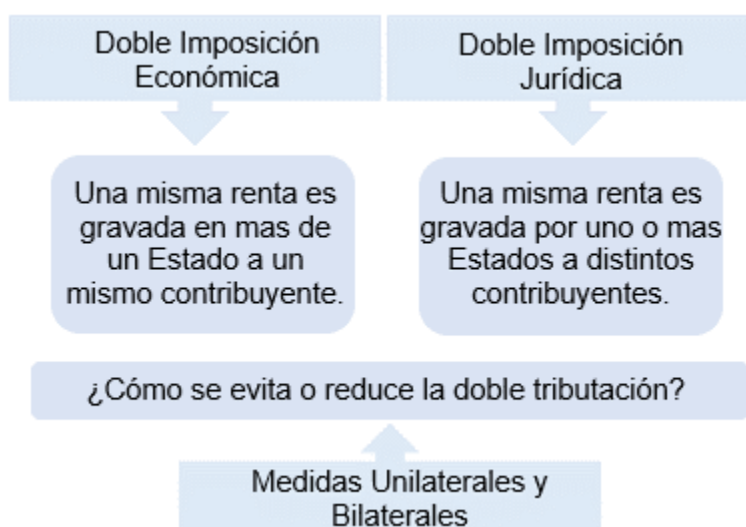 Doble Imposición
Económica
Doble Imposición
Jurídica
Una misma renta es
gravada en mas de
un Estado a un
mismo contribuyente.
Una misma renta es
gravada por uno o mas
Estados a distintos
contribuyentes.
¿Cómo se evita o reduce la doble tributación?
Medidas Unilaterales y
Bilaterales